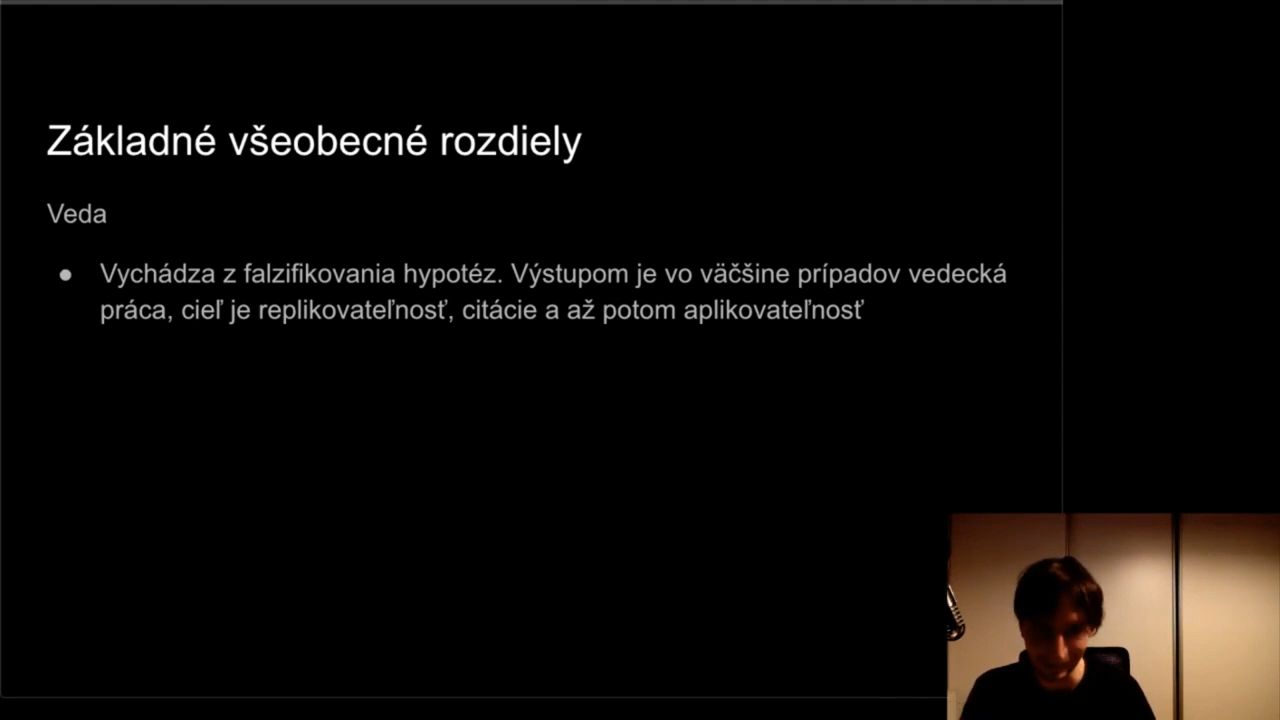 Základné všeobecné rozdiely
Veda
● Vychádza z falzifikovania hypotéz. Výstupom je vo väčšine prípadov vedecká
práca, cieľ je replikovateľnosť, citácie a až potom aplikovateľnosť